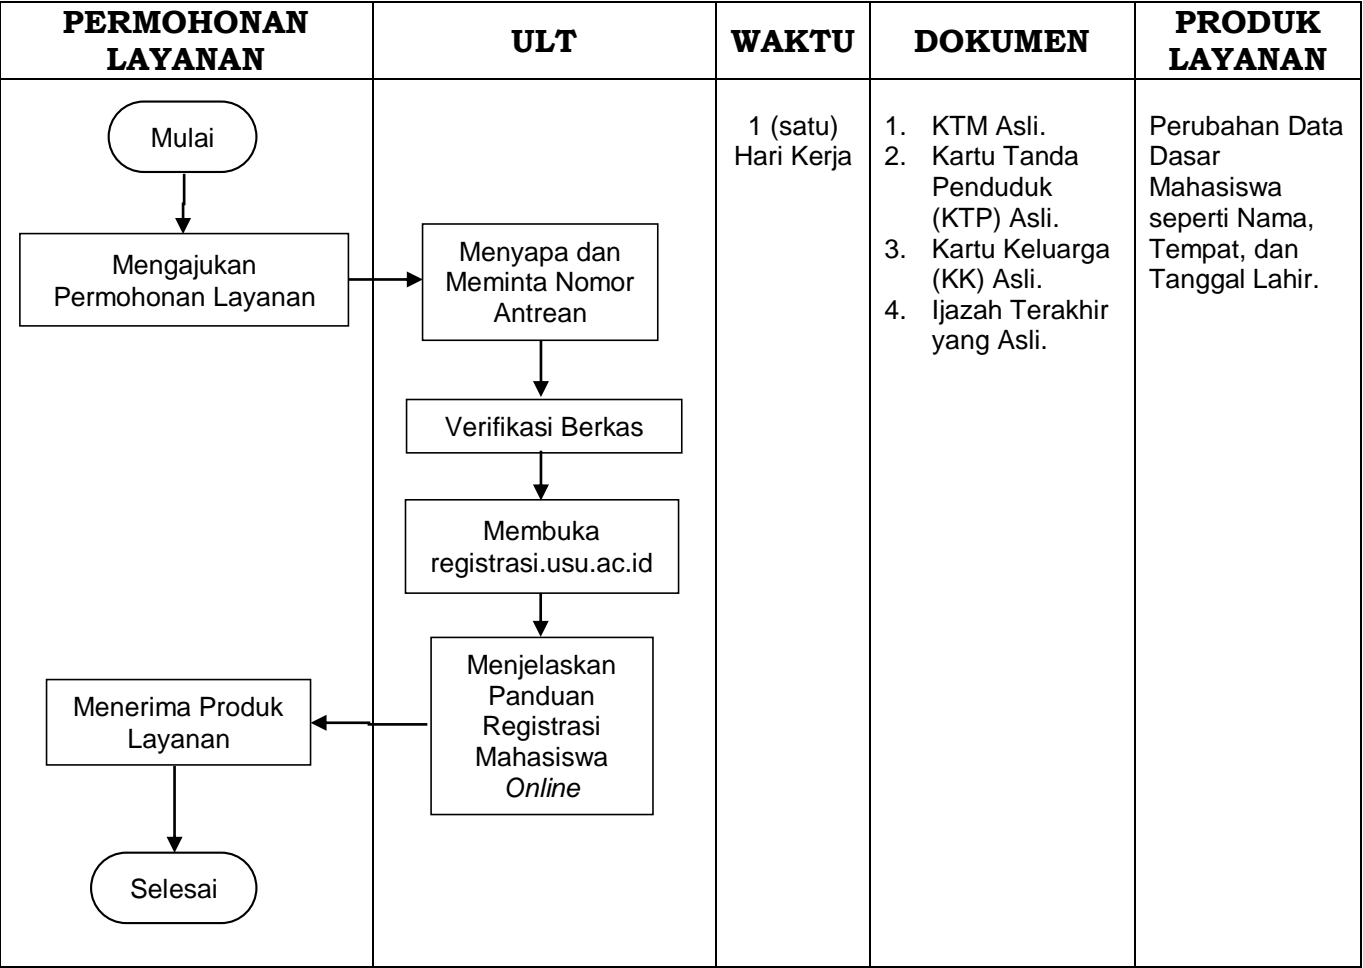 PERMOHONAN
LAYANAN
ULT
WAKTU
DOKUMEN
PRODUK
LAYANAN
Mulai
Mengajukan
Permohonan Layanan
Menyapa dan
Meminta Nomor
Antrean
Verifikasi Berkas
Membuka
registrasi.usu.ac.id
Menjelaskan
Panduan
Registrasi
Mahasiswa
Online
Menerima Produk
Layanan
Selesai
1 (satu)
Hari Kerja
1. KTM Asli.
2. Kartu Tanda
Penduduk
(KTP) Asli.
3. Kartu Keluarga
(KK) Asli.
4. Ijazah Terakhir
yang Asli.
Perubahan Data
Dasar
Mahasiswa
seperti Nama,
Tempat, dan
Tanggal Lahir.